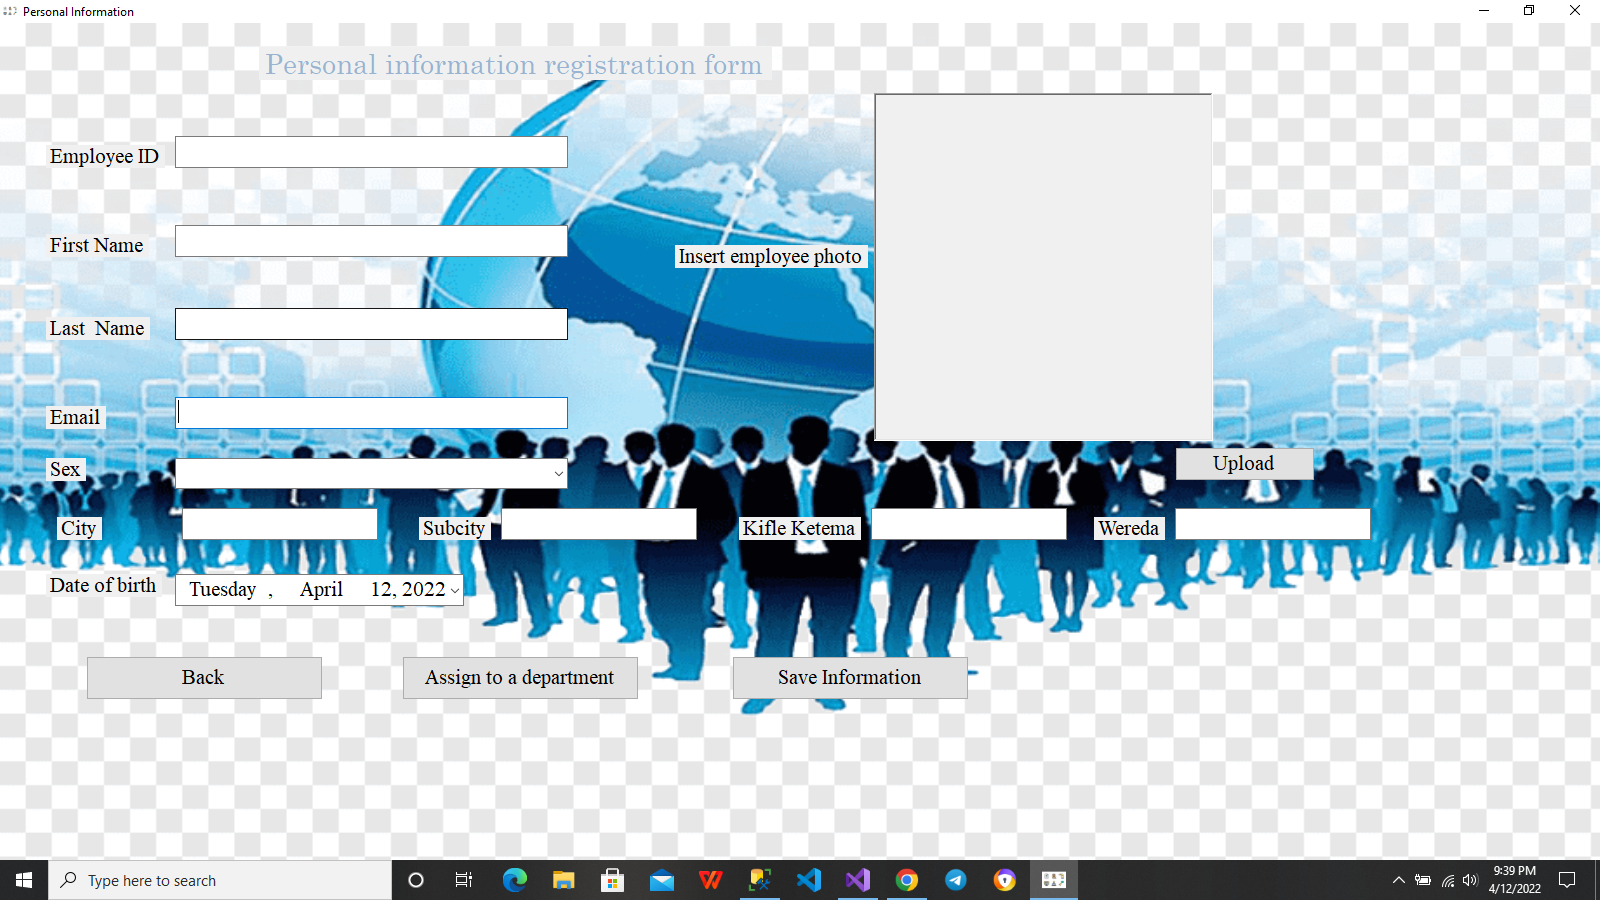 Personal Information
Personal information registration form
Employee ID
First Name
Insert employee photo
Last Name
Email
Sex
Upload
City Subcity Kifle Ketema Wereda
Date of birth Tuesday , April 12, 2022
Back Assign to a department Save Information
Type here to search
9:39 PM
4/12/2022